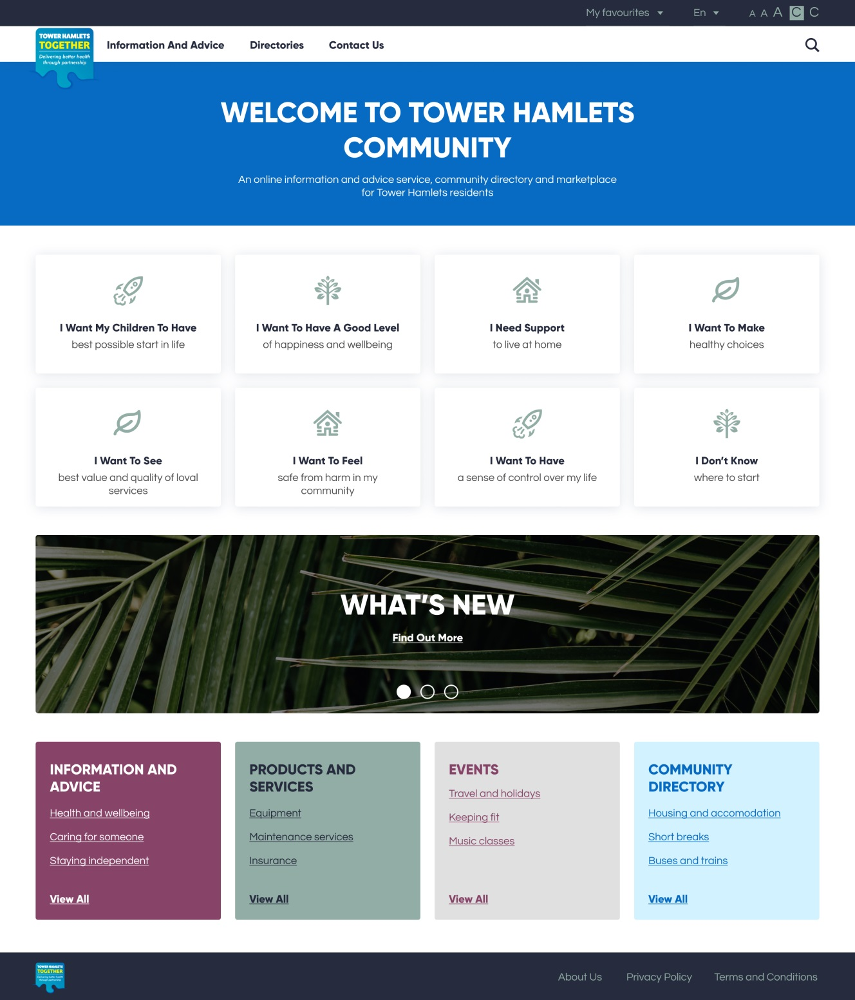 My favourites
En
A A A C C
TOWER HAMLETS
TOGETHER
Delivering better health
through partnership
Information And Advice
Directories
Contact Us
WELCOME TO TOWER HAMLETS
COMMUNITY
An online information and advice service, community directory and marketplace
for Tower Hamlets residents
I Want My Children To Have
best possible start in life
I Want To Have A Good Level
of happiness and wellbeing
I Need Support
to live at home
I Want To Make
healthy choices
I Want To See
best value and quality of loval
services
I Want To Feel
safe from harm in my
community
I Want To Have
a sense of control over my life
I Don’t Know
where to start
WHAT’S NEW
Find Out More
INFORMATION AND
ADVICE
Health and wellbeing
Caring for someone
Staying independent
View All
PRODUCTS AND
SERVICES
Equipment
Maintenance services
Insurance
View All
EVENTS
Travel and holidays
Keeping fit
Music classes
View All
COMMUNITY
DIRECTORY
Housing and accomodation
Short breaks
Buses and trains
View All
TOWER HAMLETS
TOGETHER
Delivering better health
through partnership
About Us
Privacy Policy
Terms and Conditions